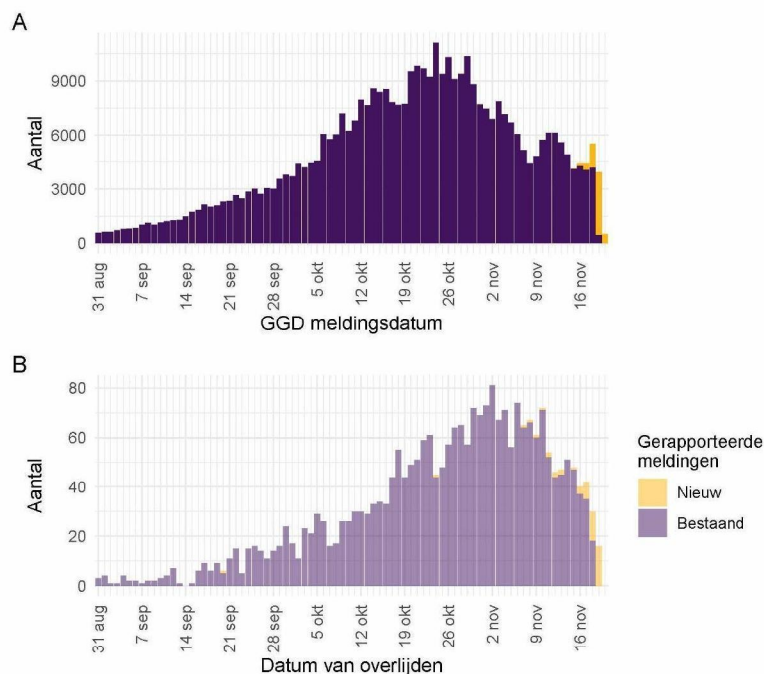 A
9000
6000
3000
0
Aantal
31 aug
7 sep
14 sep
21 sep
28 sep
5 okt
12 okt
19 okt
26 okt
2 nov
9 nov
16 nov
GGD meldingsdatum
B
80
60
40
20
0
Aantal
31 aug
7 sep
14 sep
21 sep
28 sep
5 okt
12 okt
19 okt
26 okt
2 nov
9 nov
16 nov
Datum van overlijden
Gerapporteerde
meldingen
Nieuw
Bestaand